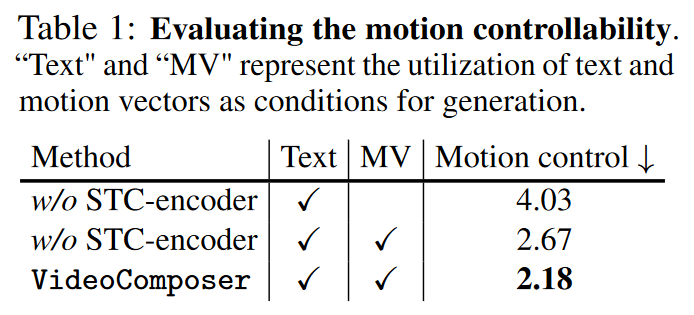 Table 1: Evaluating the motion controllability.
“Text" and “MV" represent the utilization of text and
motion vectors as conditions for generation.
Method Text MV Motion control ↓
w/o STC-encoder ✓ 4.03
w/o STC-encoder ✓ ✓ 2.67
VideoComposer ✓ ✓ 2.18